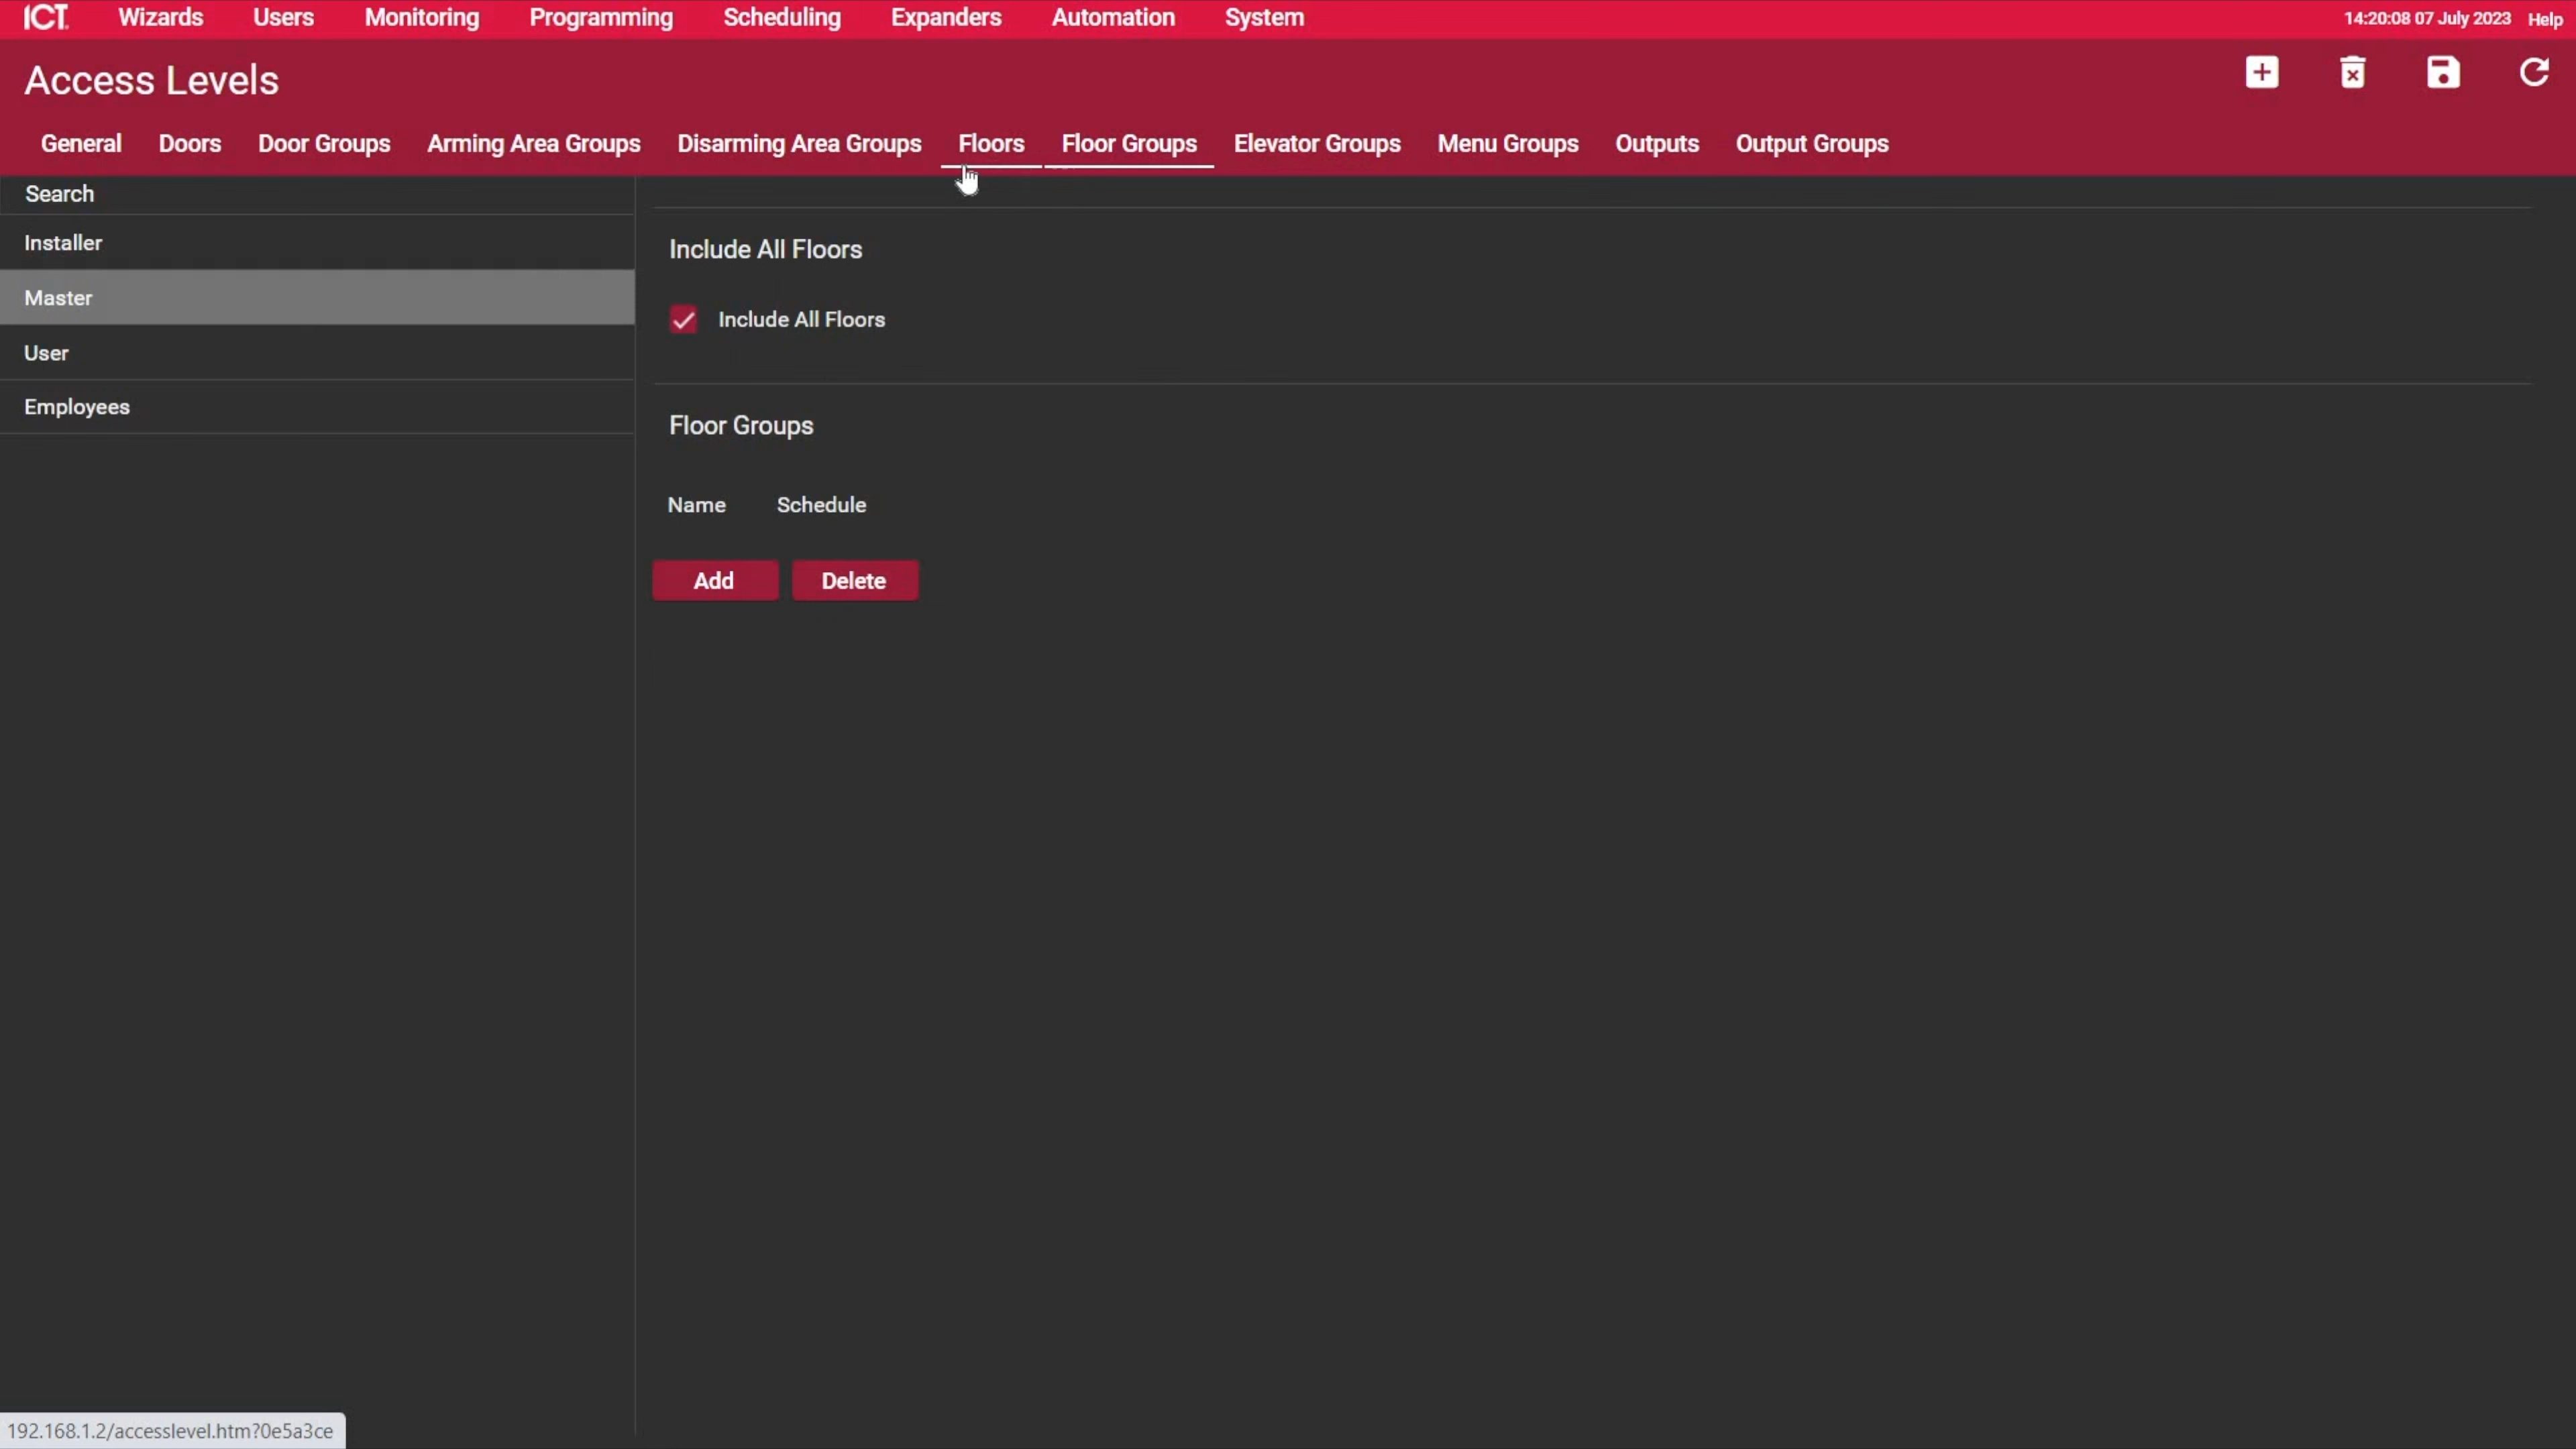 ICT. Wizards Users Monitoring Programming Scheduling Expanders Automation System 14:20:08 07 July 2023 Help
Access Levels
General Doors Door Groups Arming Area Groups Disarming Area Groups Floors Floor Groups Elevator Groups Menu Groups Outputs Output Groups
Search
Installer
Master
User
Employees
Include All Floors
Include All Floors
Floor Groups
Name Schedule
Add Delete
192.168.1.2/accesslevel.htm?0e5a3ce